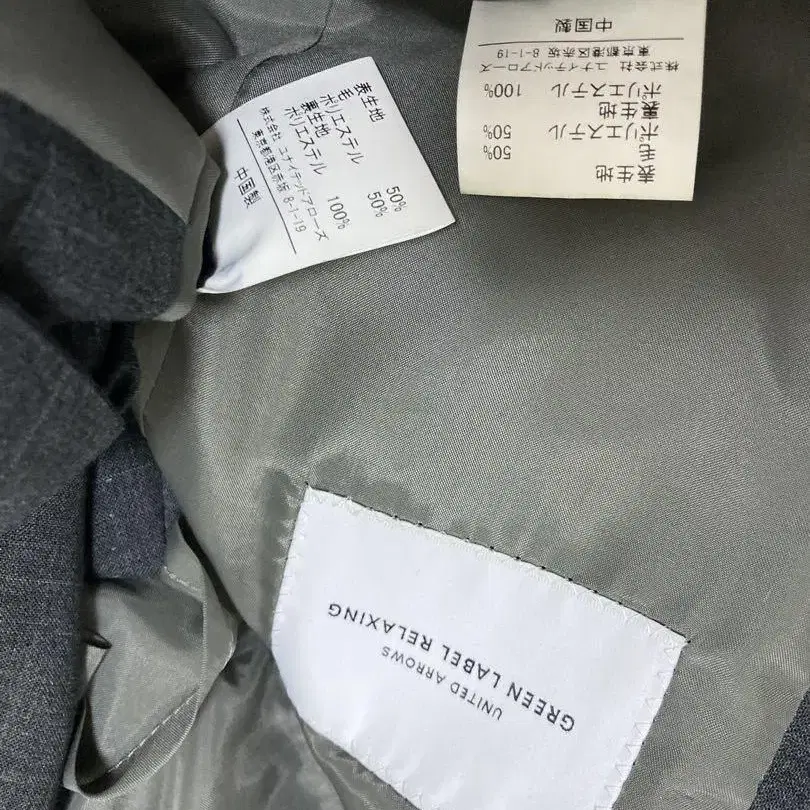 表生地
ポリエステル 50%
毛 50%
裏生地
ポリエステル 100%
株式会社 ユナイテッドアローズ
東京都港区赤坂 8-1-19
中国製
表生地
毛 50%
ポリエステル 50%
裏生地
ポリエステル 100%
株式会社 ユナイテッドアローズ
東京都港区赤坂 8-1-19
中国製
UNITED ARROWS
GREEN LABEL RELAXING